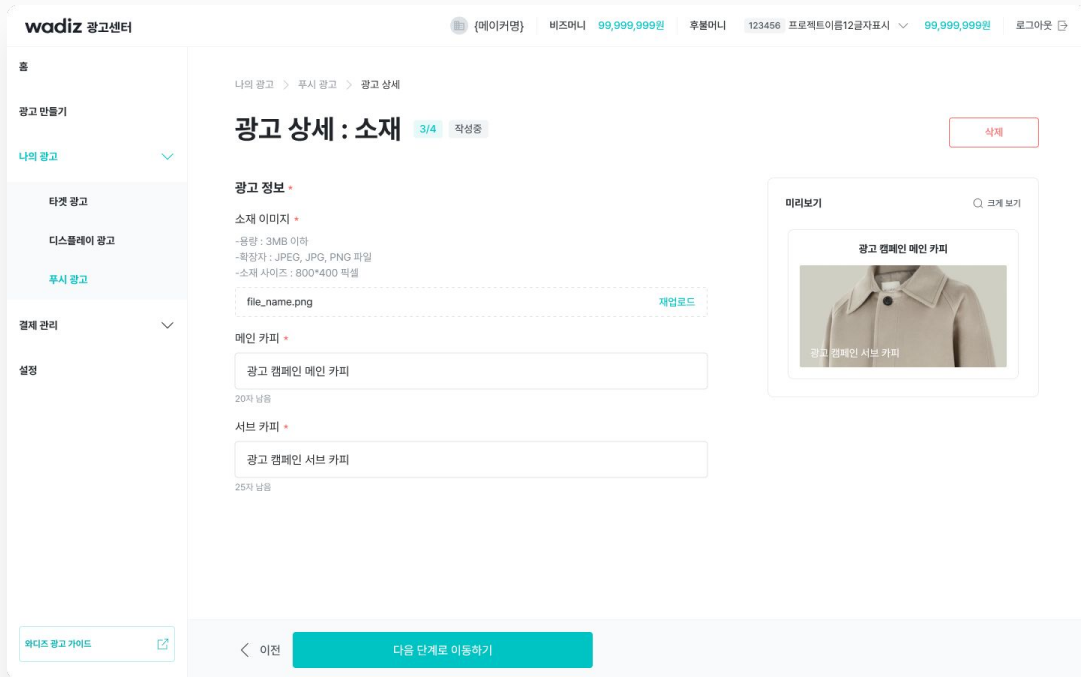 wadiz 광고센터
{메이커명} 비즈머니 99,999,999원 후불머니 123456 프로젝트이름12글자표시 99,999,999원 로그아웃
홈
광고 만들기
나의 광고
타겟 광고
디스플레이 광고
푸시 광고
결제 관리
설정
와디즈 광고 가이드
나의 광고 > 푸시 광고 > 광고 상세
광고 상세 : 소재 3/4 작성중
삭제
광고 정보 *
소재 이미지 *
-용량 : 3MB 이하
-확장자 : JPEG, JPG, PNG 파일
-소재 사이즈 : 800*400 픽셀
file_name.png 재업로드
메인 카피 *
광고 캠페인 메인 카피
20자 남음
서브 카피 *
광고 캠페인 서브 카피
25자 남음
미리보기 크게 보기
광고 캠페인 메인 카피
광고 캠페인 서브 카피
이전 다음 단계로 이동하기